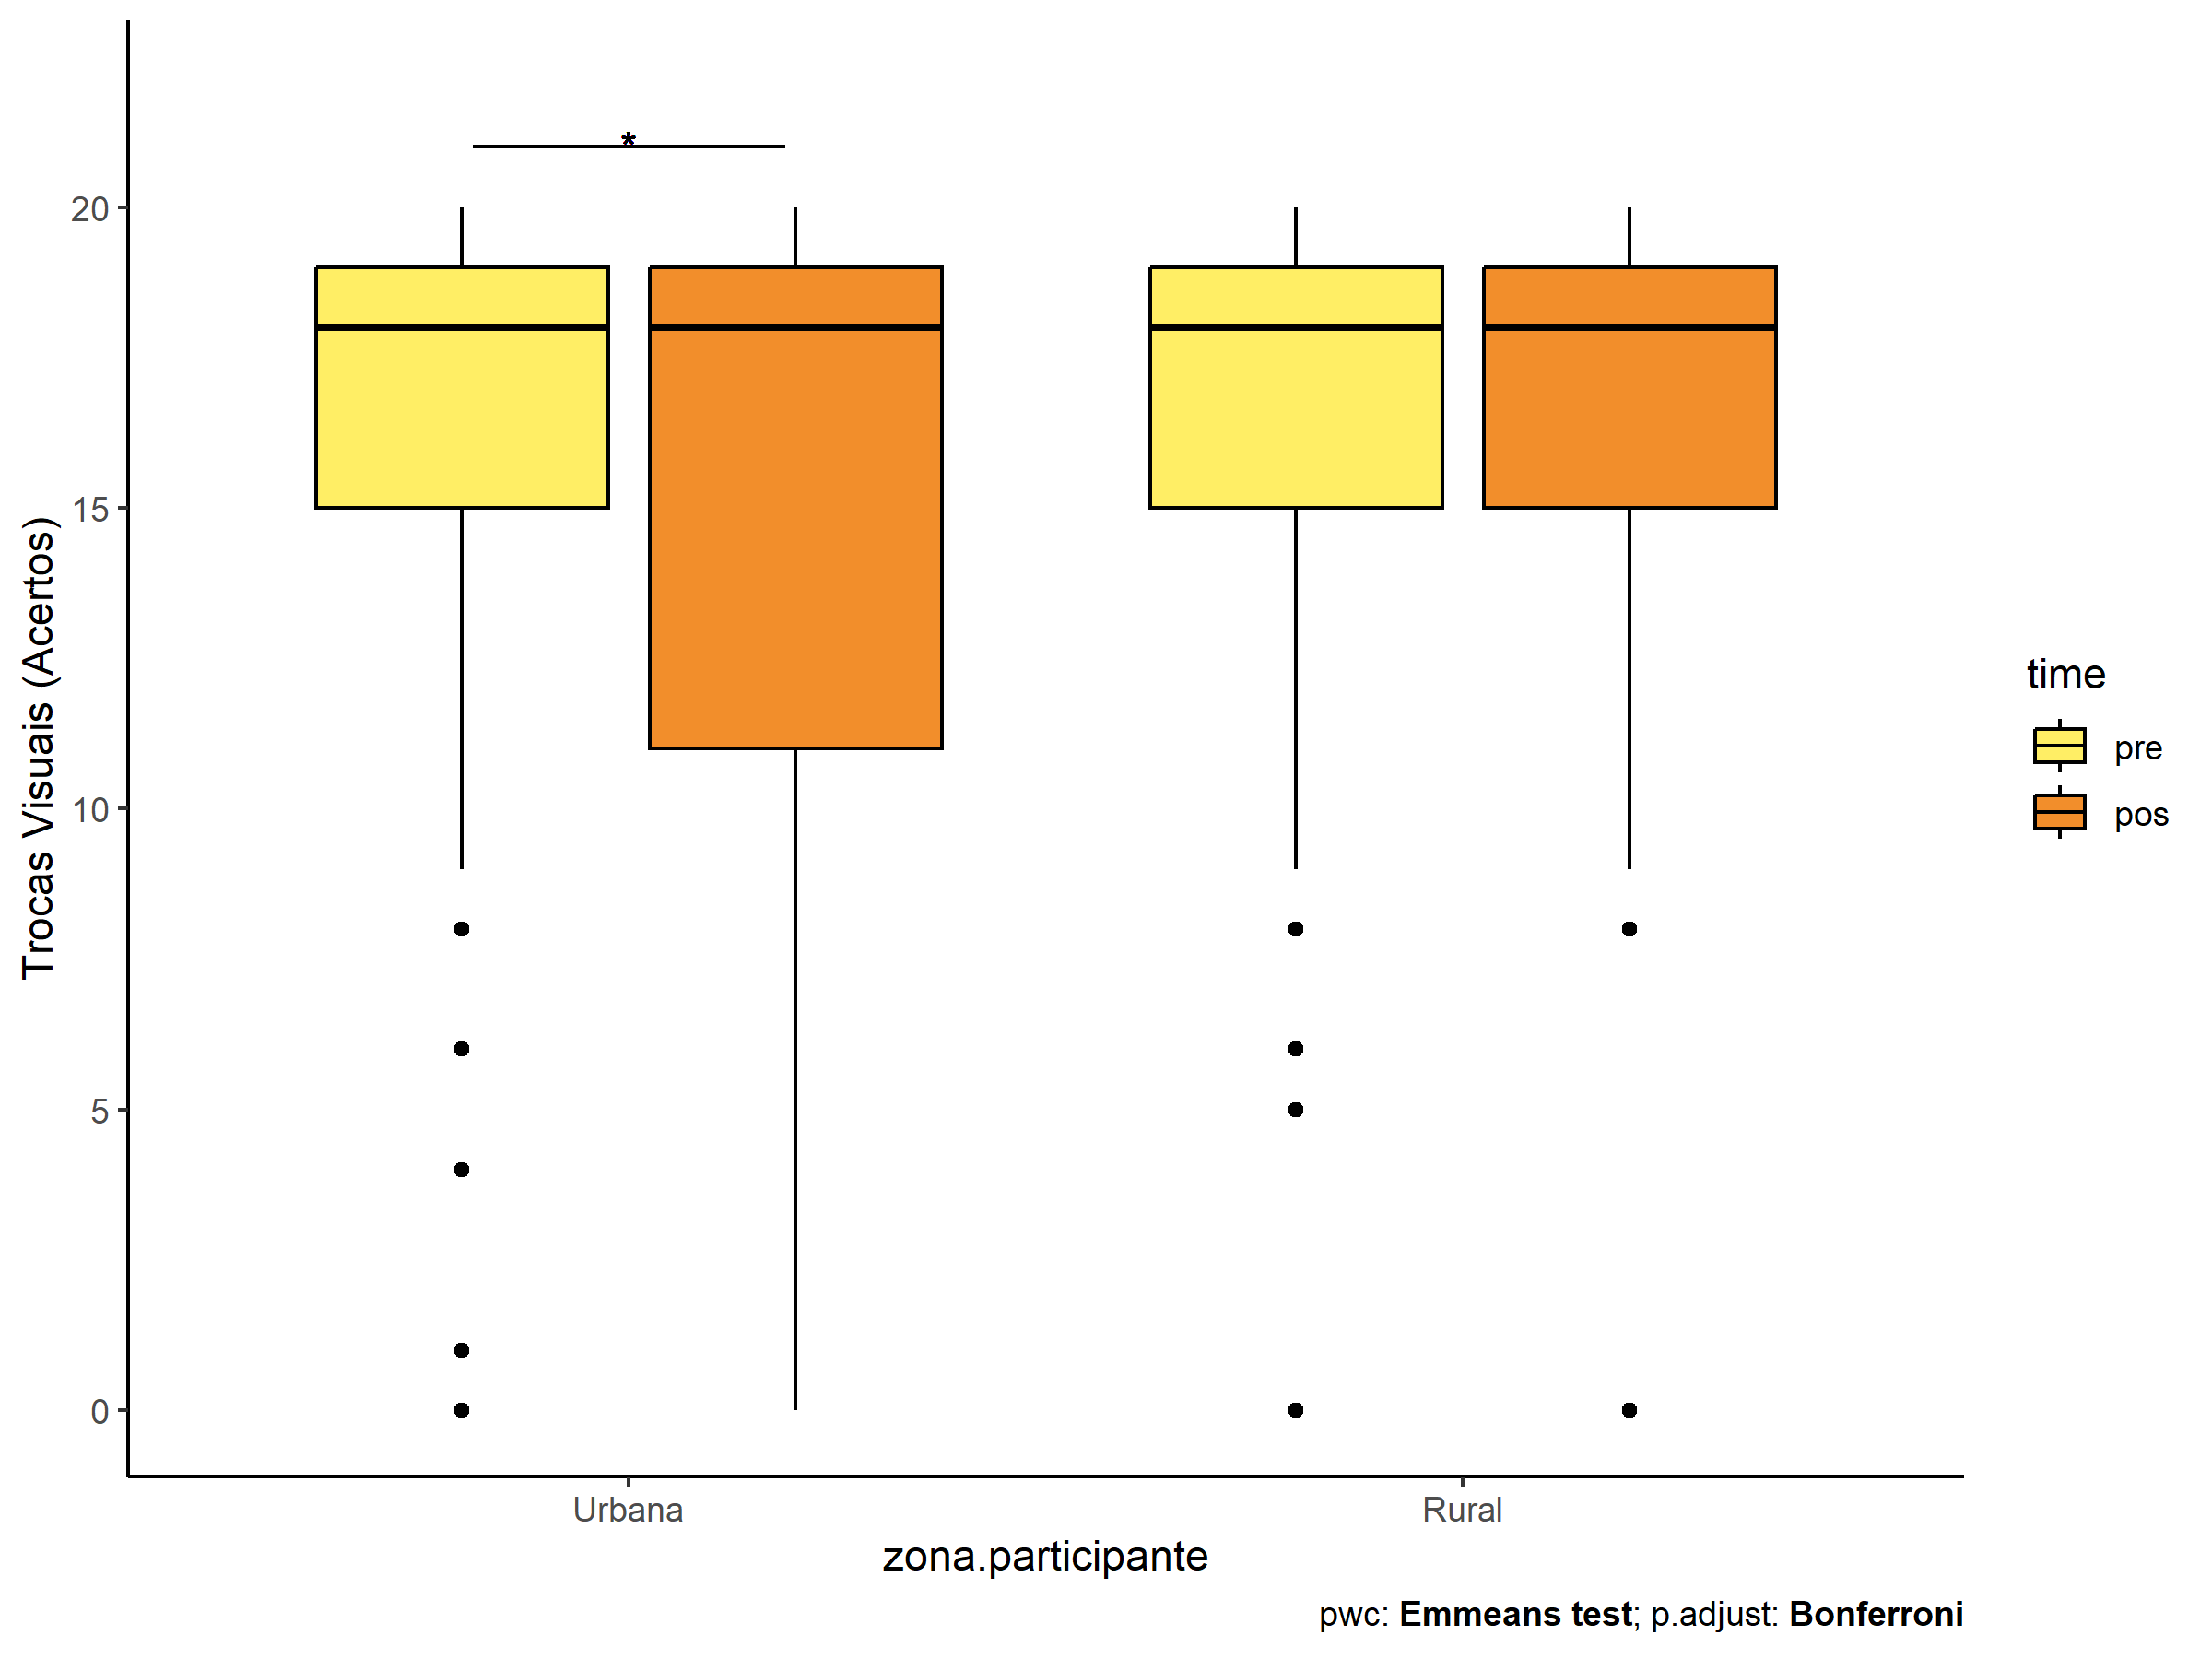 *
20
15
10
5
0
Trocas Visuais (Acertos)
Urbana
Rural
zona.participante
pwc: Emmeans test; p.adjust: Bonferroni
time
pre
pos